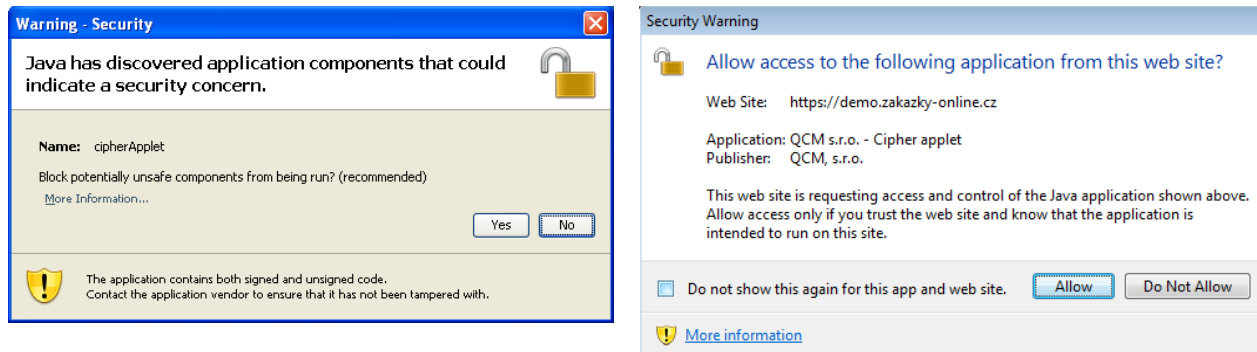 Warning - Security
Java has discovered application components that could
indicate a security concern.
Name: cipherApplet
Block potentially unsafe components from being run? (recommended)
More Information...
Yes No
The application contains both signed and unsigned code.
Contact the application vendor to ensure that it has not been tampered with.
Security Warning
Allow access to the following application from this web site?
Web Site: https://demo.zakazky-online.cz
Application: QCM s.r.o. - Cipher applet
Publisher: QCM, s.r.o.
This web site is requesting access and control of the Java application shown above.
Allow access only if you trust the web site and know that the application is
intended to run on this site.
Do not show this again for this app and web site. Allow Do Not Allow
More information